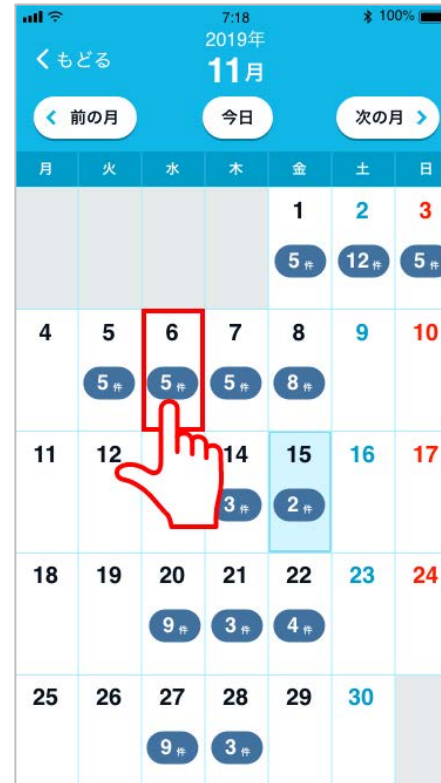 7:18
100%
2019年
もどる
11月
前の月
今日
次の月
月 火 水 木 金 土 日
1 2 3
5件 12件 5件
4 5 6 7 8 9 10
5件 5件 5件 8件
11 12 14 15 16 17
3件 2件
18 19 20 21 22 23 24
9件 3件 4件
25 26 27 28 29 30
9件 3件